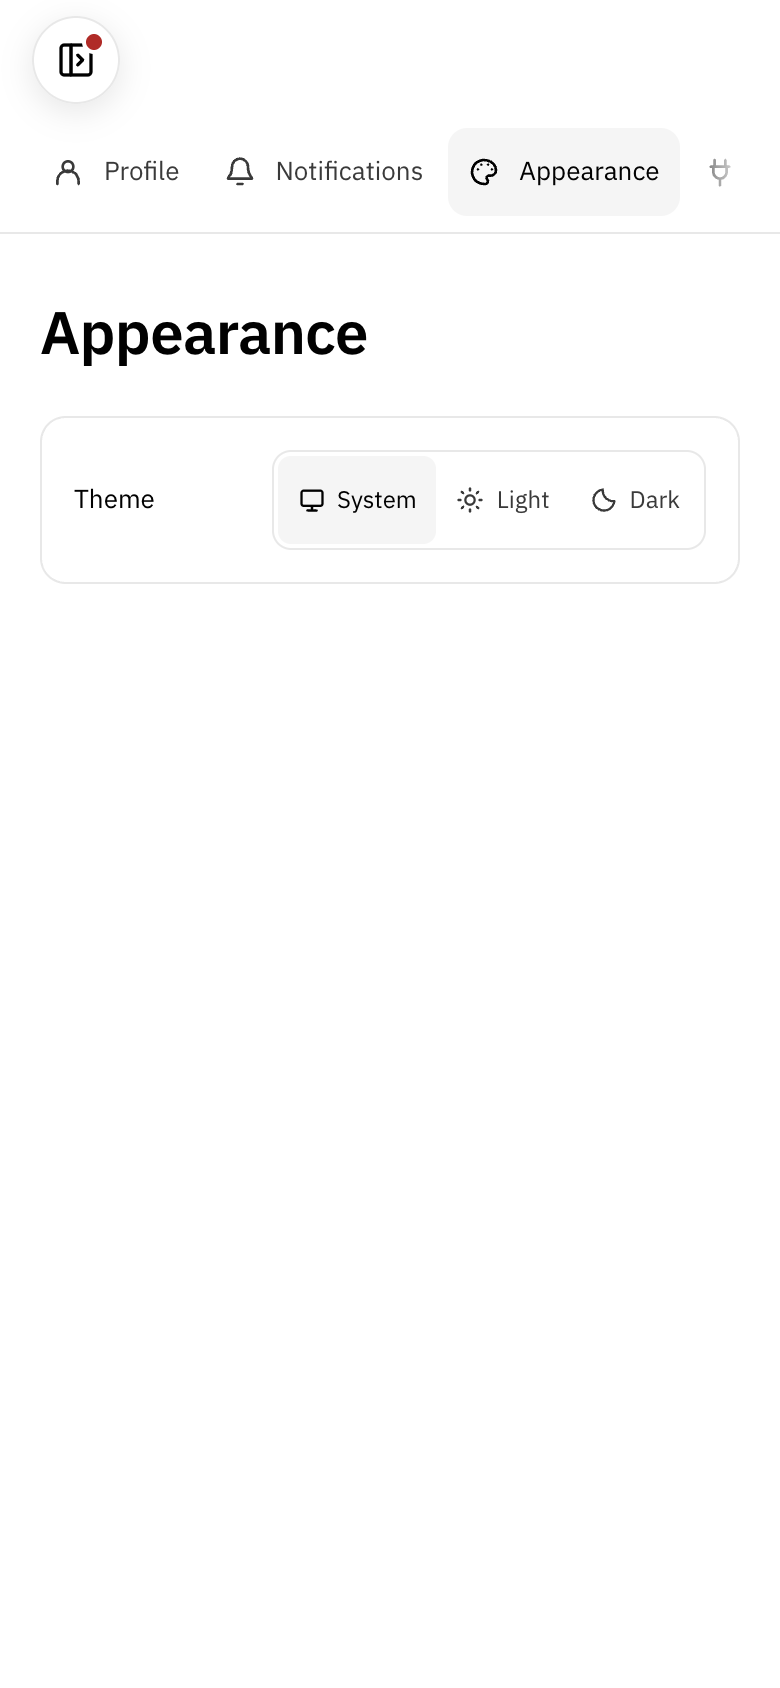 Profile
Notifications
Appearance
Appearance
Theme
System
Light
Dark